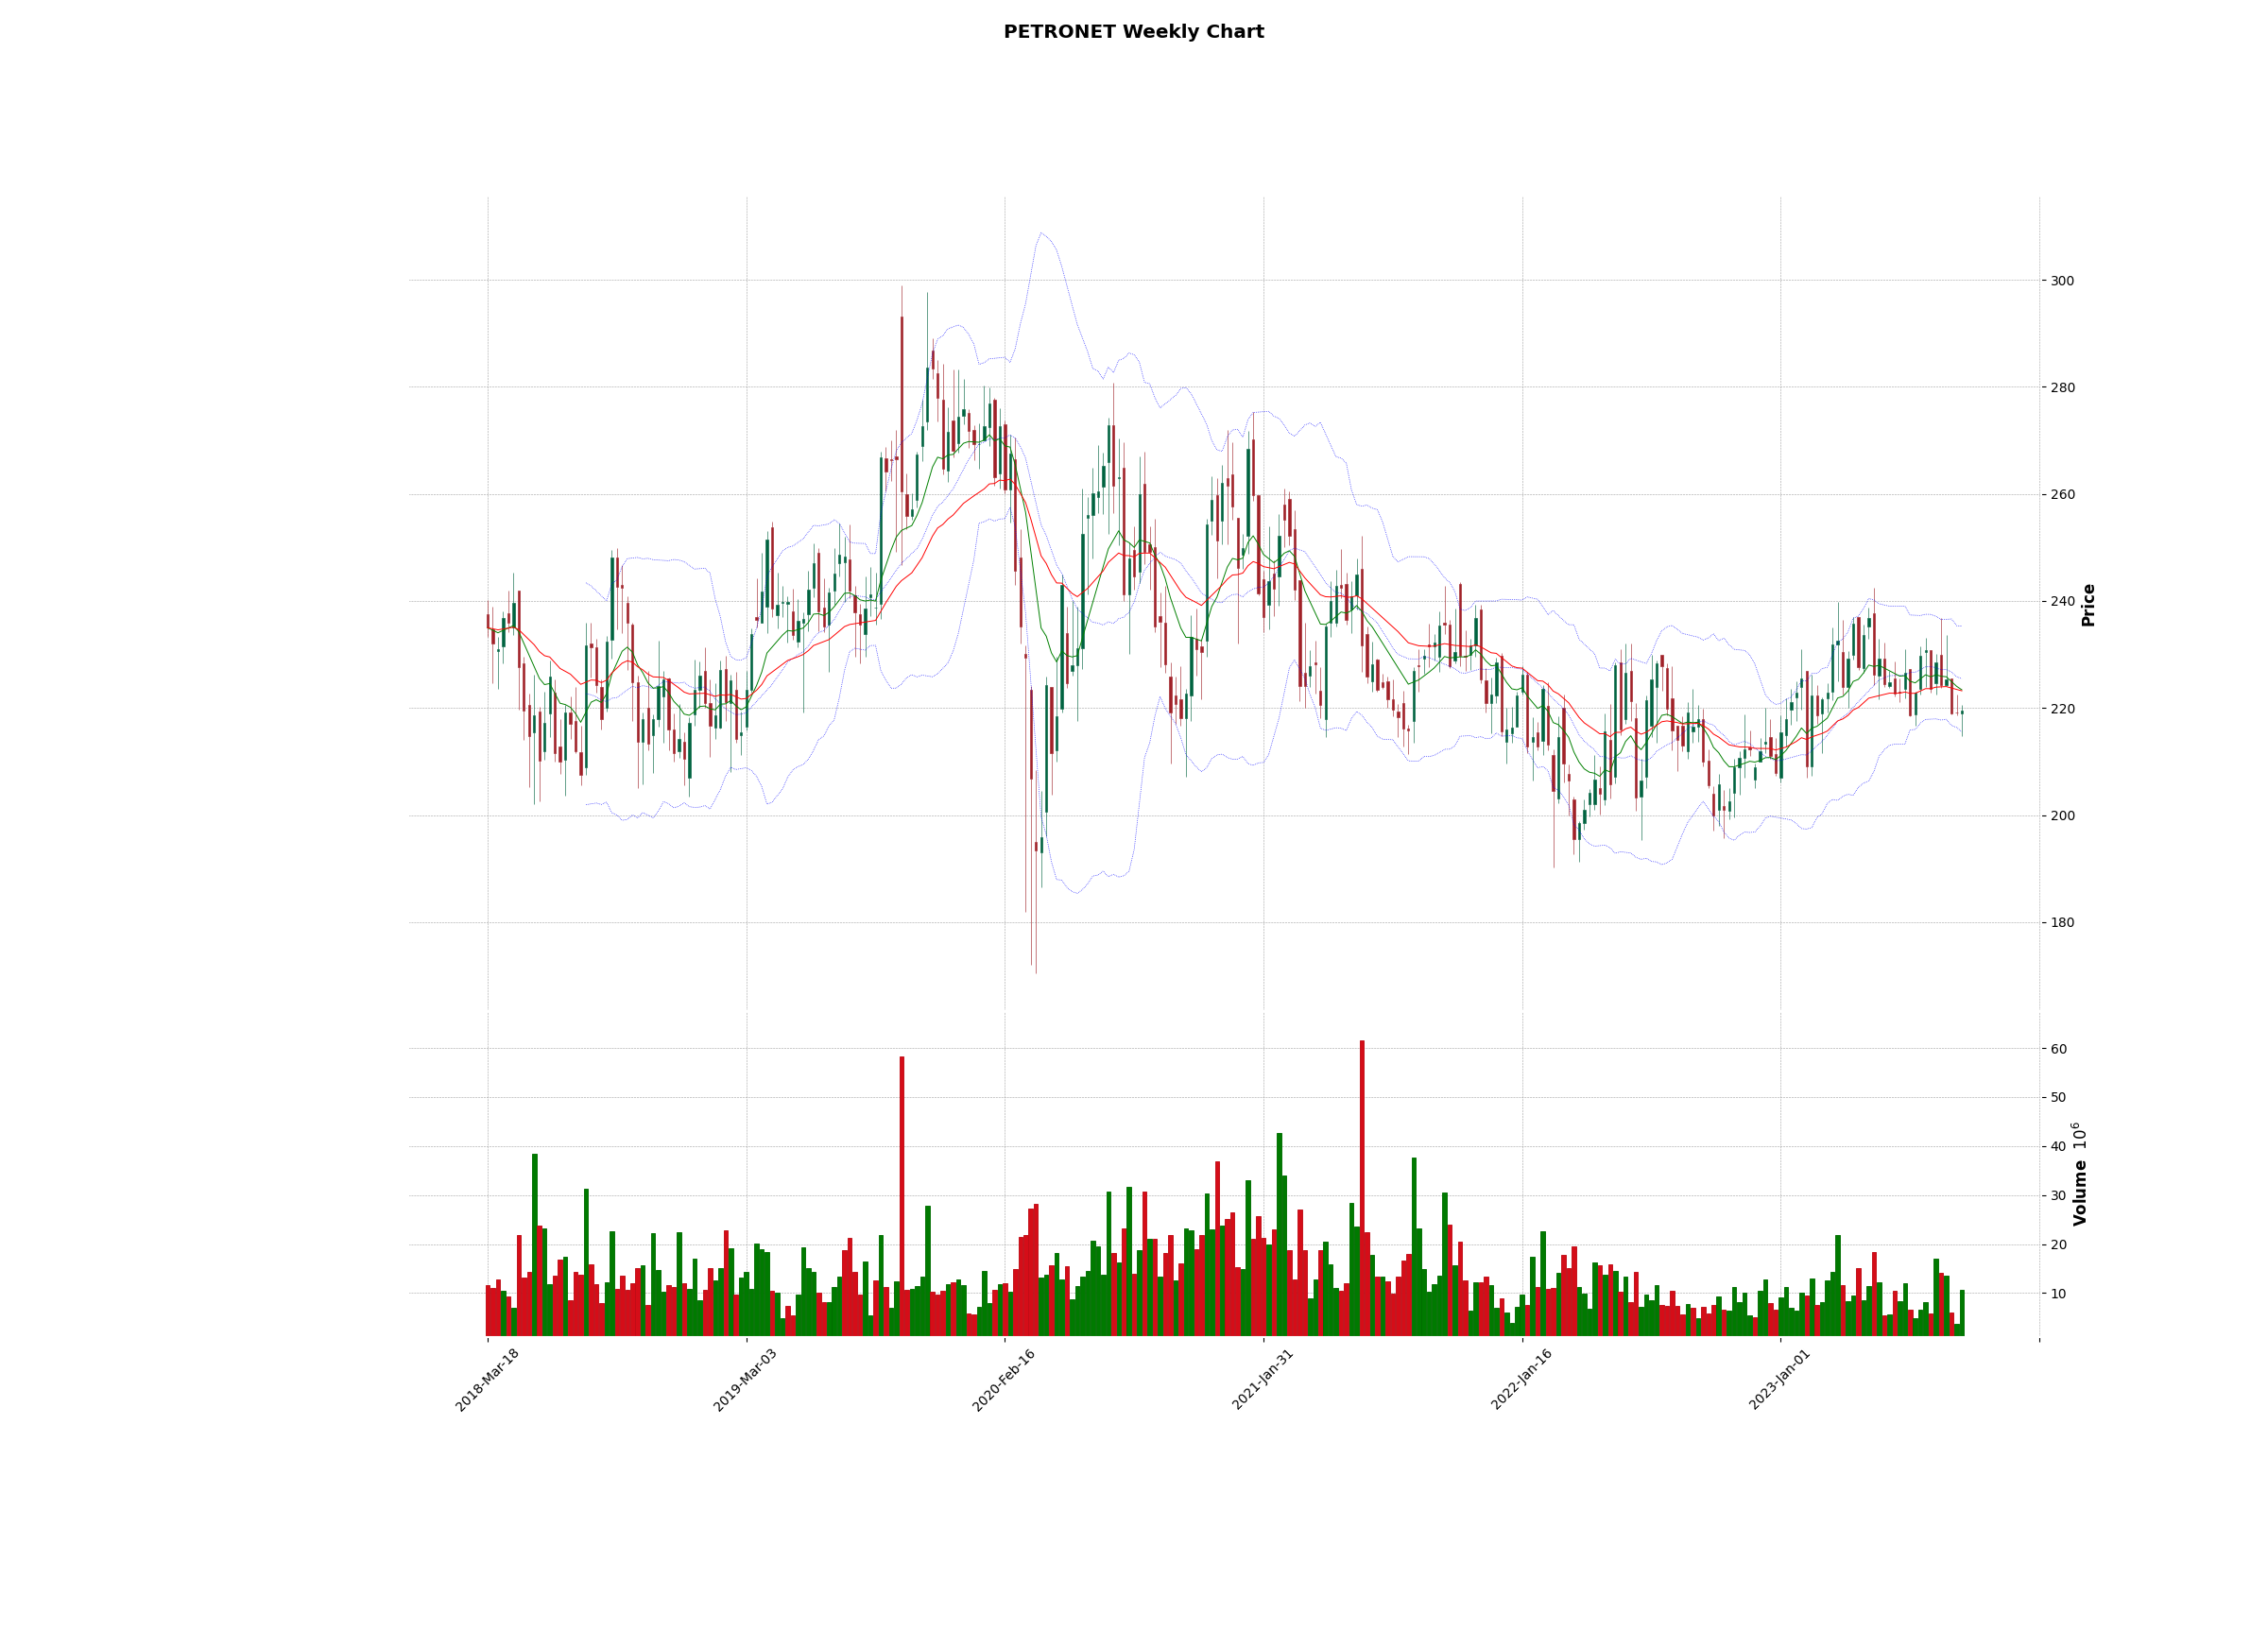 PETRONET Weekly Chart
300
280
260
240
220
200
180
Price
60
50
40
30
20
10
Volume 10^6
2018-Mar-18
2019-Mar-03
2020-Feb-16
2021-Jan-31
2022-Jan-16
2023-Jan-01